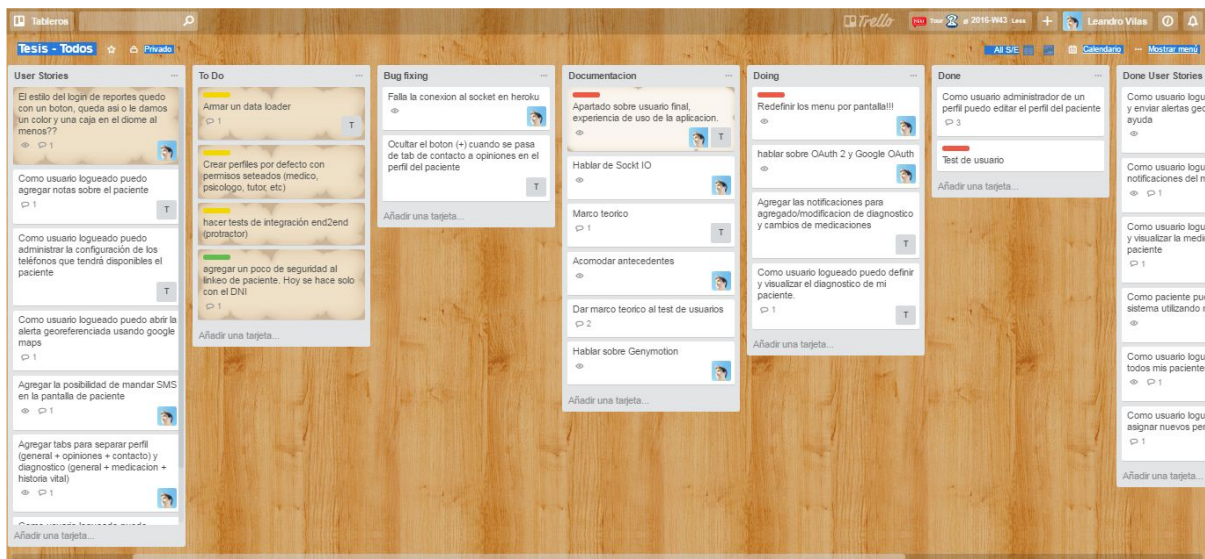 Tableros
Trello
Tour
2016-W43 Less
+
Leandro Vilas
Tesis - Todos
Privado
All S/E
Calendario
... Mostrar menú
User Stories
El estilo del login de reportes quedo
con un boton, queda asi o le damos
un color y una caja en el diome al
menos??
1
Como usuario logueado puedo
agregar notas sobre el paciente
1
T
Como usuario logueado puedo
administrar la configuración de los
teléfonos que tendrá disponibles el
paciente
T
Como usuario logueado puedo abrir la
alerta georeferenciada usando google
maps
1
Agregar la posibilidad de mandar SMS
en la pantalla de paciente
1
Agregar tabs para separar perfil
(general + opiniones + contacto) y
diagnostico (general + medicacion +
historia vital)
1
Como usuario logueado puedo
Añadir una tarjeta...
To Do
Armar un data loader
1
T
Crear perfiles por defecto con
permisos seteados (medico,
psicologo, tutor, etc)
hacer tests de integración end2end
(protractor)
agregar un poco de seguridad al
linkeo de paciente. Hoy se hace solo
con el DNI
1
Añadir una tarjeta...
Bug fixing
Falla la conexion al socket en heroku
Ocultar el boton (+) cuando se pasa
de tab de contacto a opiniones en el
perfil del paciente
T
Añadir una tarjeta...
Documentacion
Apartado sobre usuario final,
experiencia de uso de la aplicacion.
T
Hablar de Sockt IO
Marco teorico
1
T
Acomodar antecedentes
Dar marco teorico al test de usuarios
2
Hablar sobre Genymotion
Añadir una tarjeta...
Doing
Redefinir los menu por pantalla!!!
hablar sobre OAuth 2 y Google OAuth
Agregar las notificaciones para
agregado/modificacion de diagnostico
y cambios de medicaciones
T
Como usuario logueado puedo definir
y visualizar el diagnostico de mi
paciente.
1
T
Añadir una tarjeta...
Done
Como usuario administrador de un
perfil puedo editar el perfil del paciente
3
Test de usuario
Añadir una tarjeta...
Done User Stories
Como usuario logu
y enviar alertas geo
ayuda
Como usuario logu
notificaciones del m
1
Como usuario logu
y visualizar la medi
paciente
1
Como paciente pue
sistema utilizando
Como usuario logu
todos mis paciente
1
Como usuario logu
asignar nuevos per
1
Añadir una tarjeta...